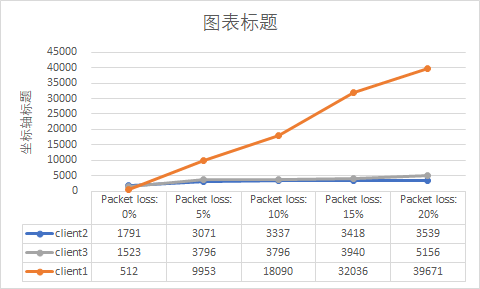 图表标题
坐标轴标题
45000
40000
35000
30000
25000
20000
15000
10000
5000
0
Packet loss: 0% Packet loss: 5% Packet loss: 10% Packet loss: 15% Packet loss: 20%
client2 1791 3071 3337 3418 3539
client3 1523 3796 3796 3940 5156
client1 512 9953 18090 32036 39671